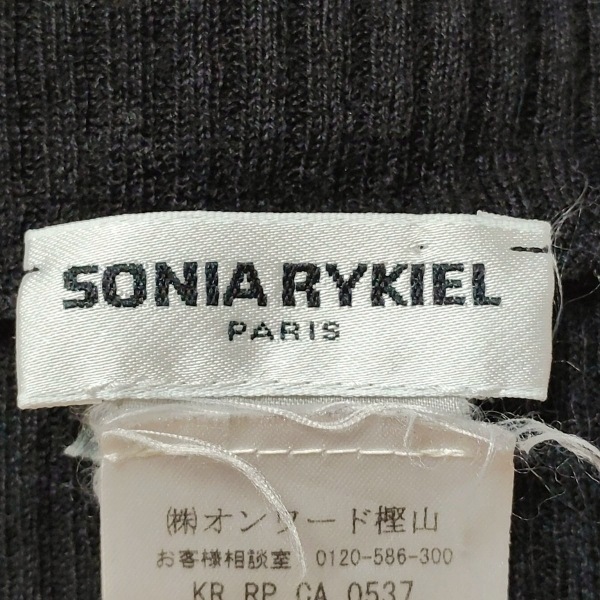 SONIA RYKIEL
PARIS
㈱オンワード樫山
お客様相談室 0120-586-300
KR RP CA 0537